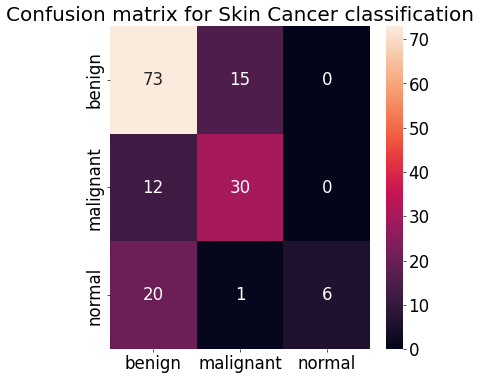 Confusion matrix for Skin Cancer classification
benign 73 15 0
malignant 12 30 0
normal 20 1 6
benign malignant normal
70
60
50
40
30
20
10
0